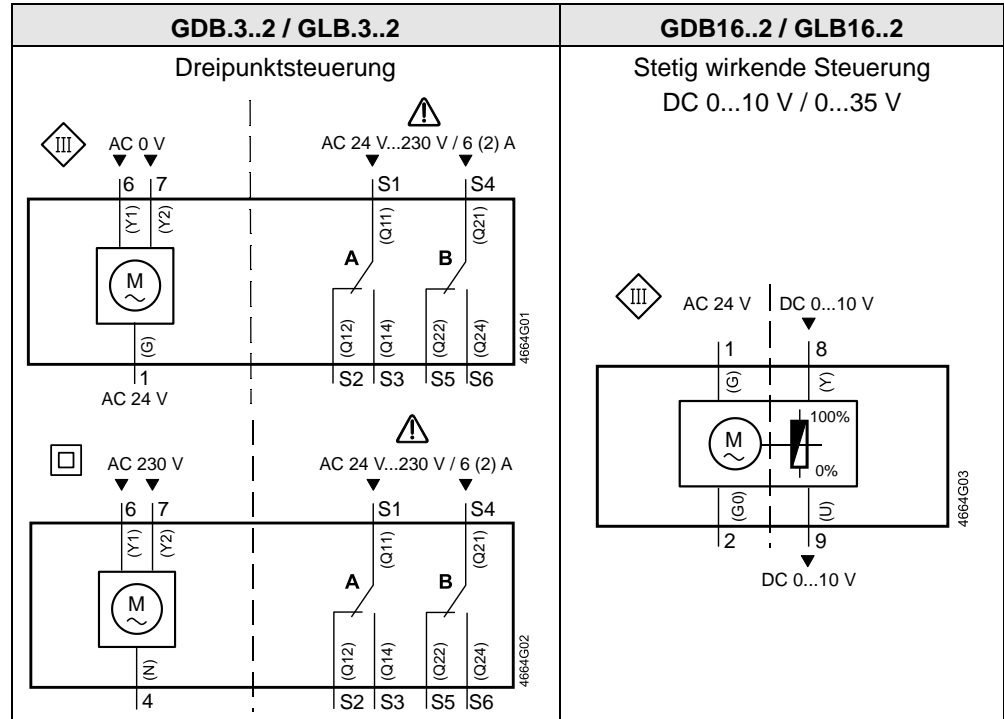 GDB.3..2 / GLB.3..2
Dreipunktsteuerung
III
AC 0 V
AC 24 V...230 V / 6 (2) A
6 7 S1 S4
(Y1) (Y2) (Q11) (Q21)
A B
M
(Q12) (Q14) (Q22) (Q24)
(G)
1 S2 S3 S5 S6
AC 24 V
4664G01
AC 230 V
AC 24 V...230 V / 6 (2) A
6 7 S1 S4
(Y1) (Y2) (Q11) (Q21)
A B
M
(Q12) (Q14) (Q22) (Q24)
(N)
4 S2 S3 S5 S6
4664G02
GDB16..2 / GLB16..2
Stetig wirkende Steuerung
DC 0...10 V / 0...35 V
III
AC 24 V DC 0...10 V
1 8
(G) (Y)
100%
M
0%
(G0) (U)
2 9
DC 0...10 V
4664G03